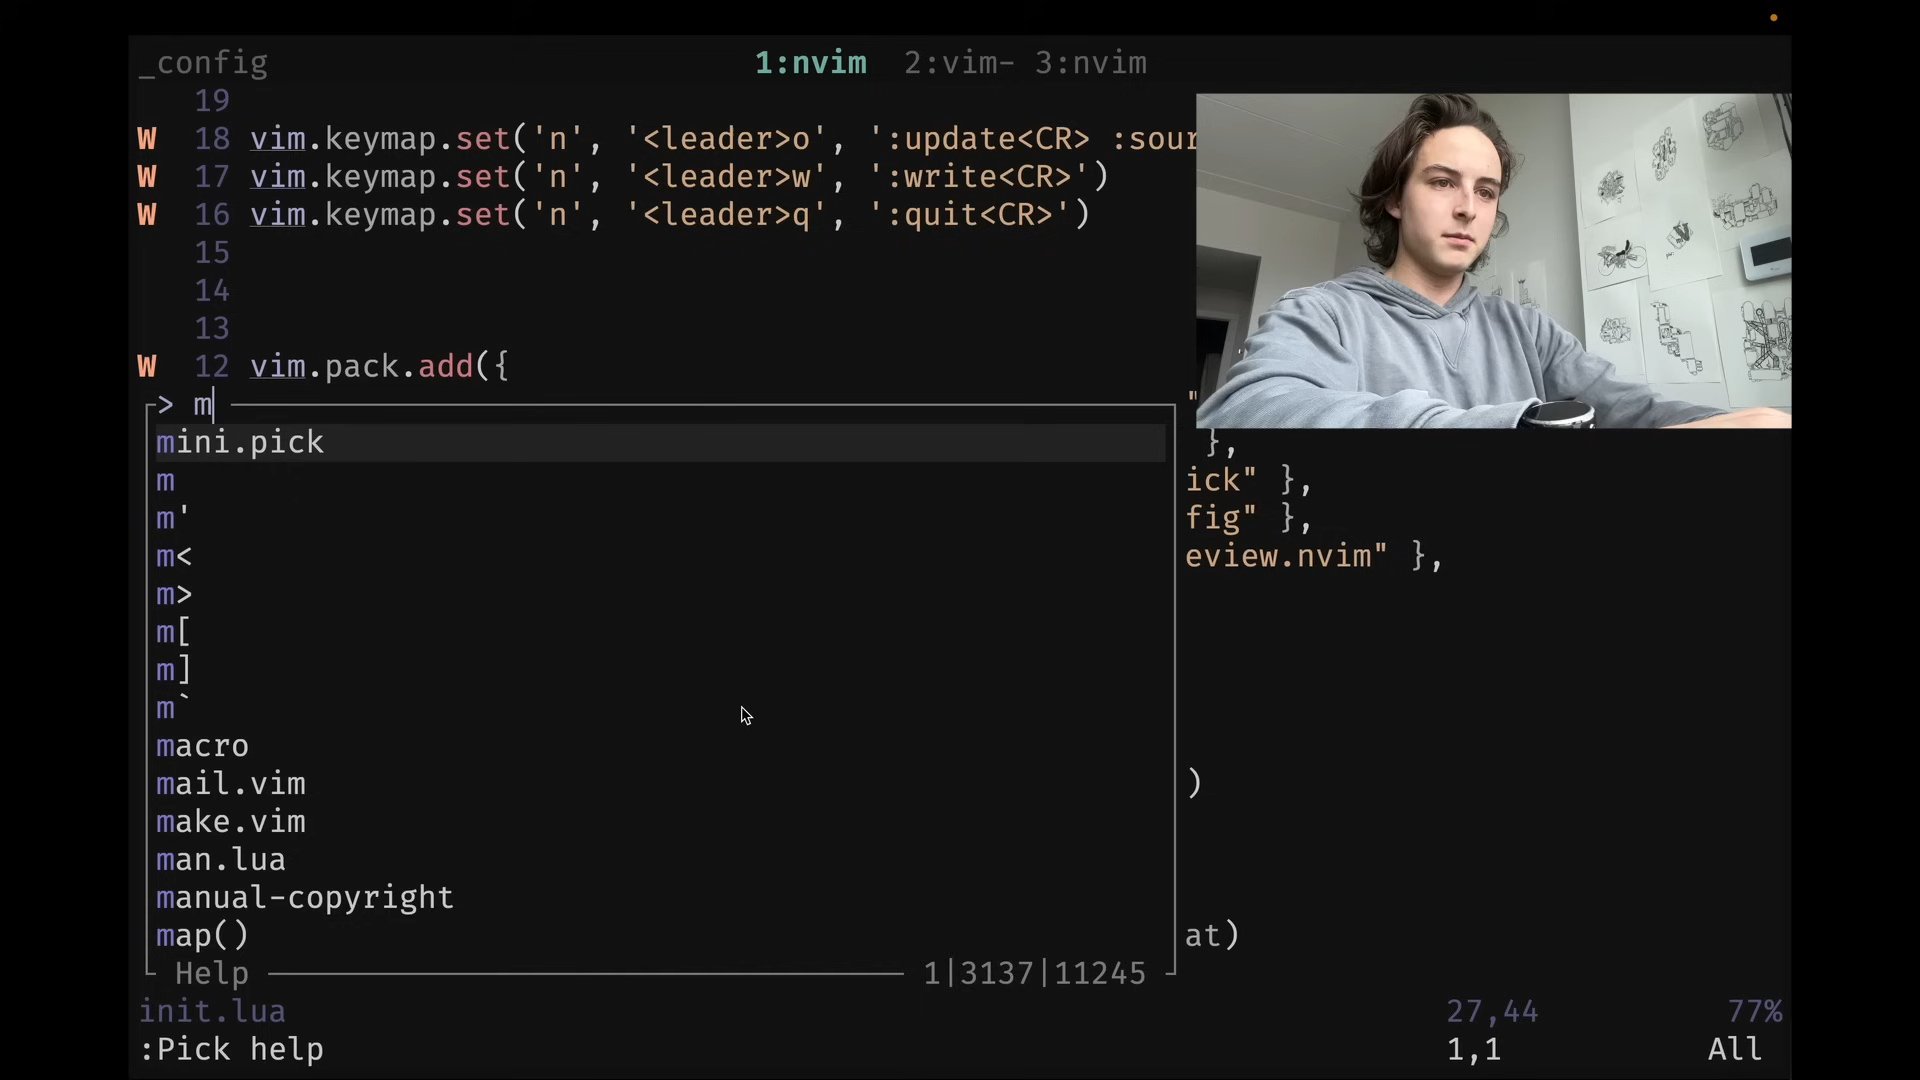 _config 1:nvim 2:vim- 3:nvim
19
W 18 vim.keymap.set('n', '<leader>o', ':update<CR> :sour
W 17 vim.keymap.set('n', '<leader>w', ':write<CR>')
W 16 vim.keymap.set('n', '<leader>q', ':quit<CR>')
15
14
13
W 12 vim.pack.add({
> m "
mini.pick },
m ick" },
m' fig" },
m< eview.nvim" },
m>
m[
m]
m`
macro
mail.vim )
make.vim
man.lua
manual-copyright
map() at)
Help 1|3137|11245
init.lua 27,44 77%
:Pick help 1,1 All